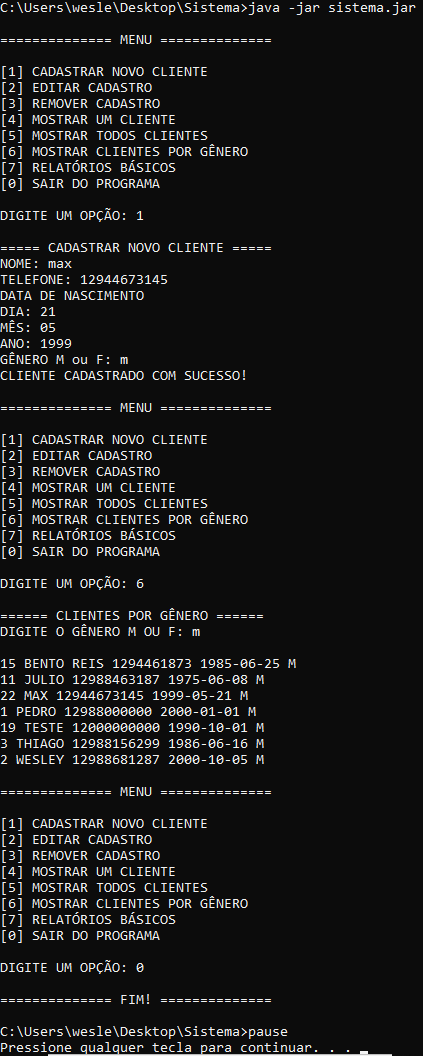 C:\Users\wesle\Desktop\Sistema>java -jar sistema.jar
============== MENU ==============
[1] CADASTRAR NOVO CLIENTE
[2] EDITAR CADASTRO
[3] REMOVER CADASTRO
[4] MOSTRAR UM CLIENTE
[5] MOSTRAR TODOS CLIENTES
[6] MOSTRAR CLIENTES POR GÊNERO
[7] RELATÓRIOS BÁSICOS
[0] SAIR DO PROGRAMA
DIGITE UM OPÇÃO: 1
===== CADASTRAR NOVO CLIENTE =====
NOME: max
TELEFONE: 12944673145
DATA DE NASCIMENTO
DIA: 21
MÊS: 05
ANO: 1999
GÊNERO M ou F: m
CLIENTE CADASTRADO COM SUCESSO!
============== MENU ==============
[1] CADASTRAR NOVO CLIENTE
[2] EDITAR CADASTRO
[3] REMOVER CADASTRO
[4] MOSTRAR UM CLIENTE
[5] MOSTRAR TODOS CLIENTES
[6] MOSTRAR CLIENTES POR GÊNERO
[7] RELATÓRIOS BÁSICOS
[0] SAIR DO PROGRAMA
DIGITE UM OPÇÃO: 6
====== CLIENTES POR GÊNERO ======
DIGITE O GÊNERO M OU F: m
15 BENTO REIS 1294461873 1985-06-25 M
11 JULIO 12988463187 1975-06-08 M
22 MAX 12944673145 1999-05-21 M
1 PEDRO 12988000000 2000-01-01 M
19 TESTE 12000000000 1990-10-01 M
3 THIAGO 12988156299 1986-06-16 M
2 WESLEY 12988681287 2000-10-05 M
============== MENU ==============
[1] CADASTRAR NOVO CLIENTE
[2] EDITAR CADASTRO
[3] REMOVER CADASTRO
[4] MOSTRAR UM CLIENTE
[5] MOSTRAR TODOS CLIENTES
[6] MOSTRAR CLIENTES POR GÊNERO
[7] RELATÓRIOS BÁSICOS
[0] SAIR DO PROGRAMA
DIGITE UM OPÇÃO: 0
============== FIM! ==============
C:\Users\wesle\Desktop\Sistema>pause
Pressione qualquer tecla para continuar. . .